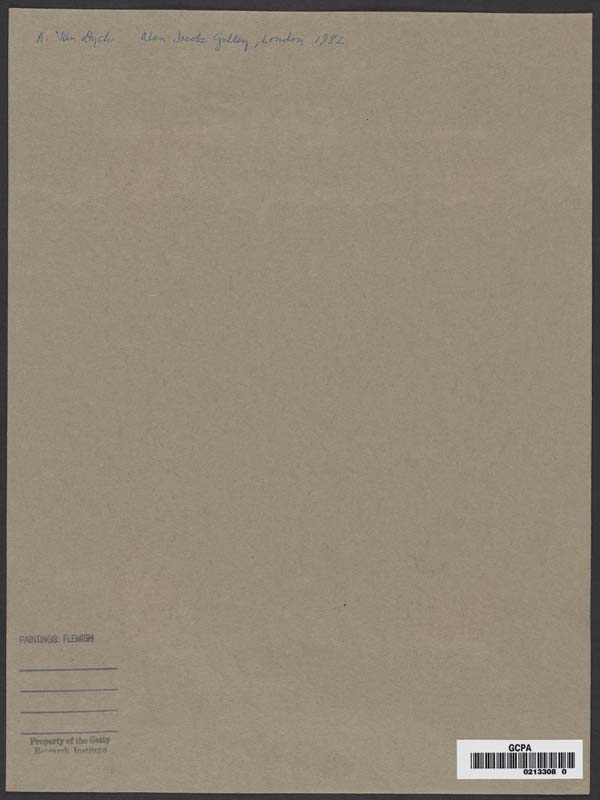 A. Van Dyck Alan Jacobs Gallery, London 1982
PAINTINGS: FLEMISH
Property of the Getty
Research Institute
GCPA
0213308 0